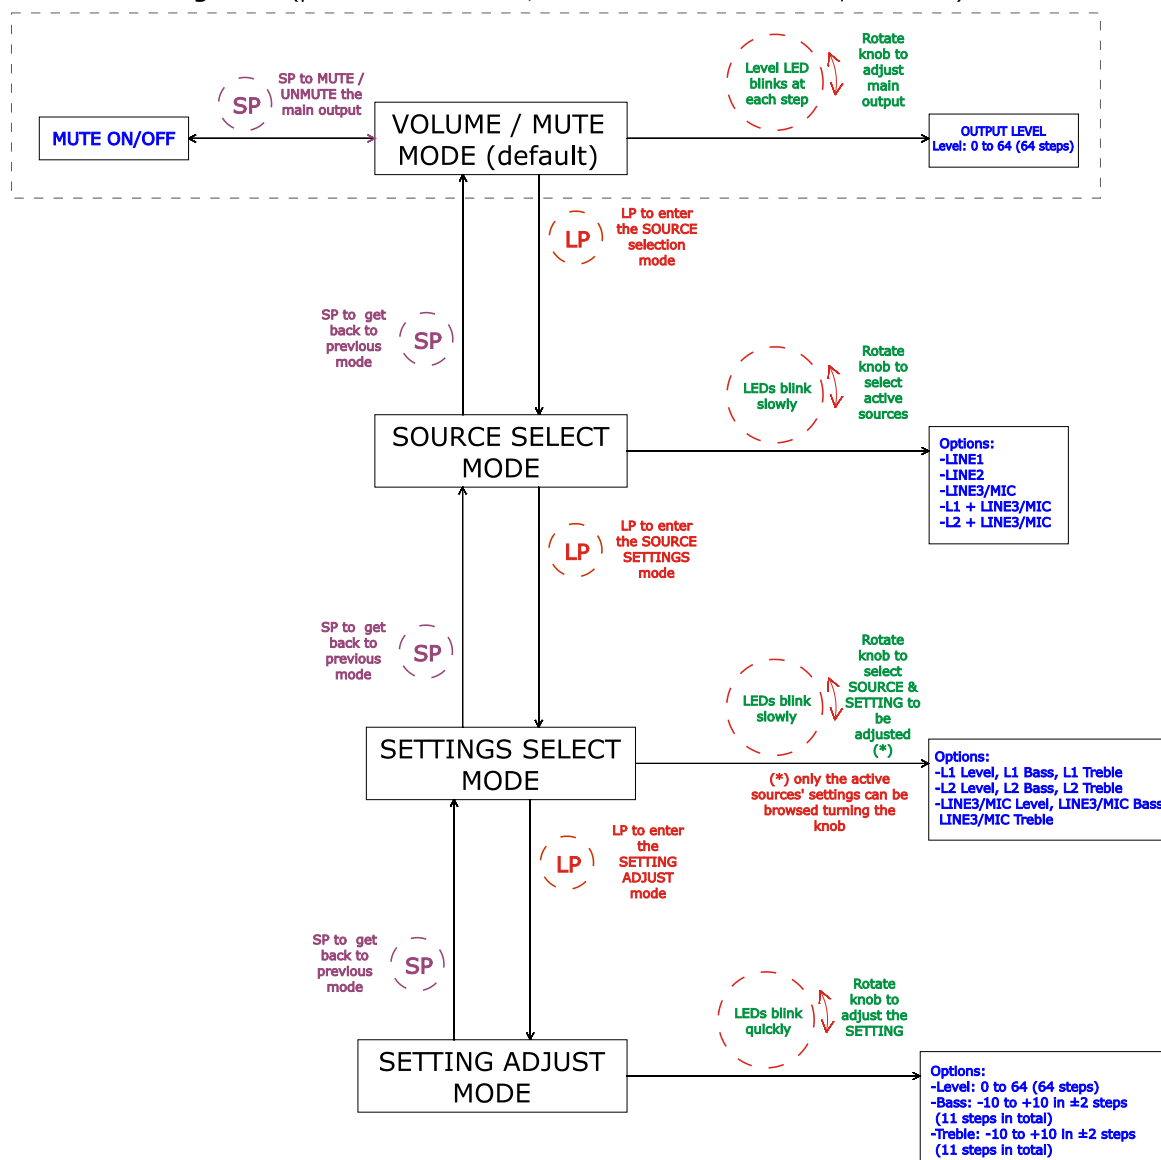 SP to MUTE /
UNMUTE the
main output
SP
MUTE ON/OFF
VOLUME / MUTE
MODE (default)
Level LED
blinks at
each step
Rotate
knob to
adjust
main
output
OUTPUT LEVEL
Level: 0 to 64 (64 steps)
LP
LP to enter
the SOURCE
selection
mode
SP to  get
back to
previous
mode
SP
SOURCE SELECT
MODE
LEDs blink
slowly
Rotate
knob to
select
active
sources
Options:
-LINE1
-LINE2
-LINE3/MIC
-L1 + LINE3/MIC
-L2 + LINE3/MIC
LP
LP to enter
the SOURCE
SETTINGS
mode
SP to  get
back to
previous
mode
SP
SETTINGS SELECT
MODE
LEDs blink
slowly
Rotate
knob to
select
SOURCE &
SETTING to
be
adjusted
(*)
(*) only the active
sources' settings can be
browsed turning the
knob
Options:
-L1 Level, L1 Bass, L1 Treble
-L2 Level, L2 Bass, L2 Treble
-LINE3/MIC Level, LINE3/MIC Bass
LINE3/MIC Treble
LP
LP to enter
the
SETTING
ADJUST
mode
SP to  get
back to
previous
mode
SP
SETTING ADJUST
MODE
LEDs blink
quickly
Rotate
knob to
adjust the
SETTING
Options:
-Level: 0 to 64 (64 steps)
-Bass: -10 to +10 in ±2 steps
(11 steps in total)
-Treble: -10 to +10 in ±2 steps
(11 steps in total)